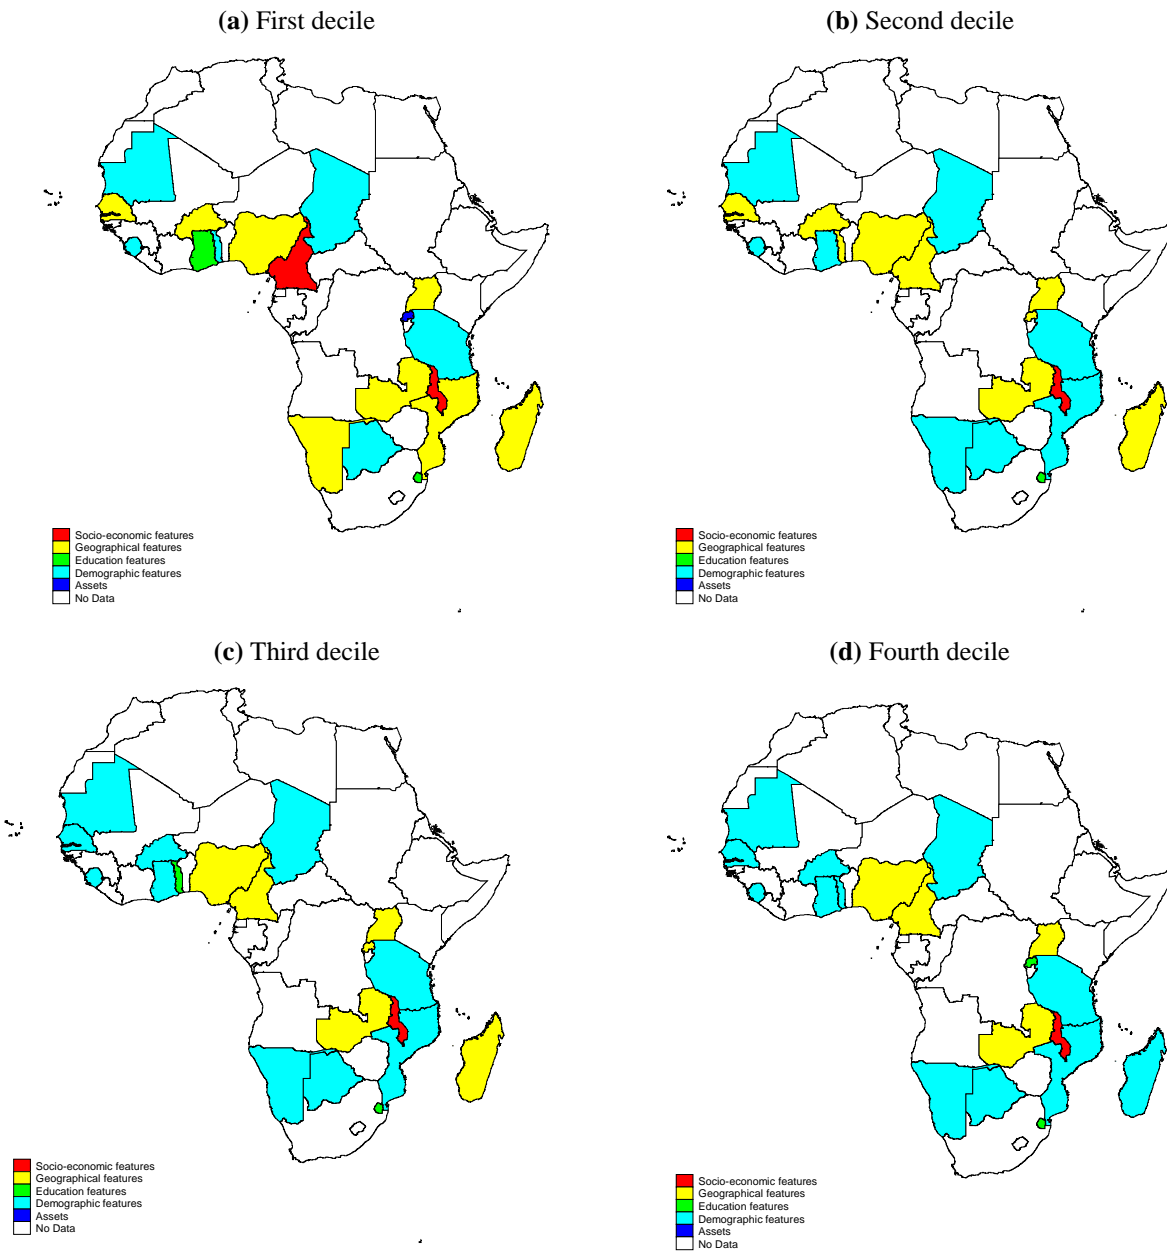 (a) First decile
(b) Second decile
Socio-economic features
Geographical features
Education features
Demographic features
Assets
No Data
Socio-economic features
Geographical features
Education features
Demographic features
Assets
No Data
(c) Third decile
(d) Fourth decile
Socio-economic features
Geographical features
Education features
Demographic features
Assets
No Data
Socio-economic features
Geographical features
Education features
Demographic features
Assets
No Data